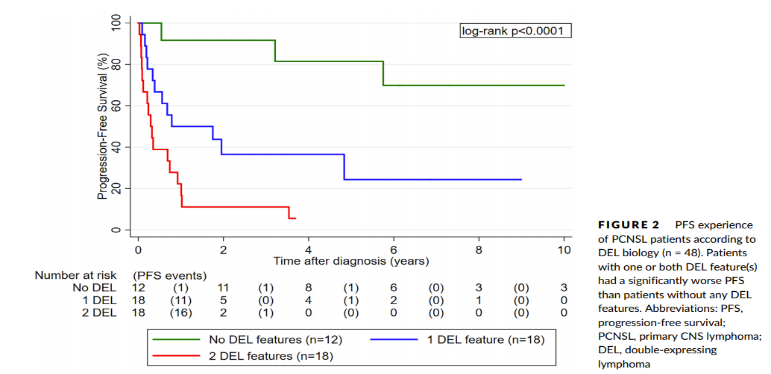 log-rank p<0.0001
Progression-Free Survival (%)
100
80
60
40
20
0
0 2 4 6 8 10
Time after diagnosis (years)
Number at risk (PFS events)
No DEL 12 (1) 11 (1) 8 (1) 6 (0) 3 (0) 3
1 DEL 18 (11) 5 (0) 4 (1) 2 (0) 1 (0) 0
2 DEL 18 (16) 2 (1) 0 (0) 0 (0) 0 (0) 0
No DEL features (n=12) 1 DEL feature (n=18)
2 DEL features (n=18)
FIGURE 2 PFS experience
of PCNSL patients according to
DEL biology (n = 48). Patients
with one or both DEL feature(s)
had a significantly worse PFS
than patients without any DEL
features. Abbreviations: PFS,
progression-free survival;
PCNSL, primary CNS lymphoma;
DEL, double-expressing
lymphoma